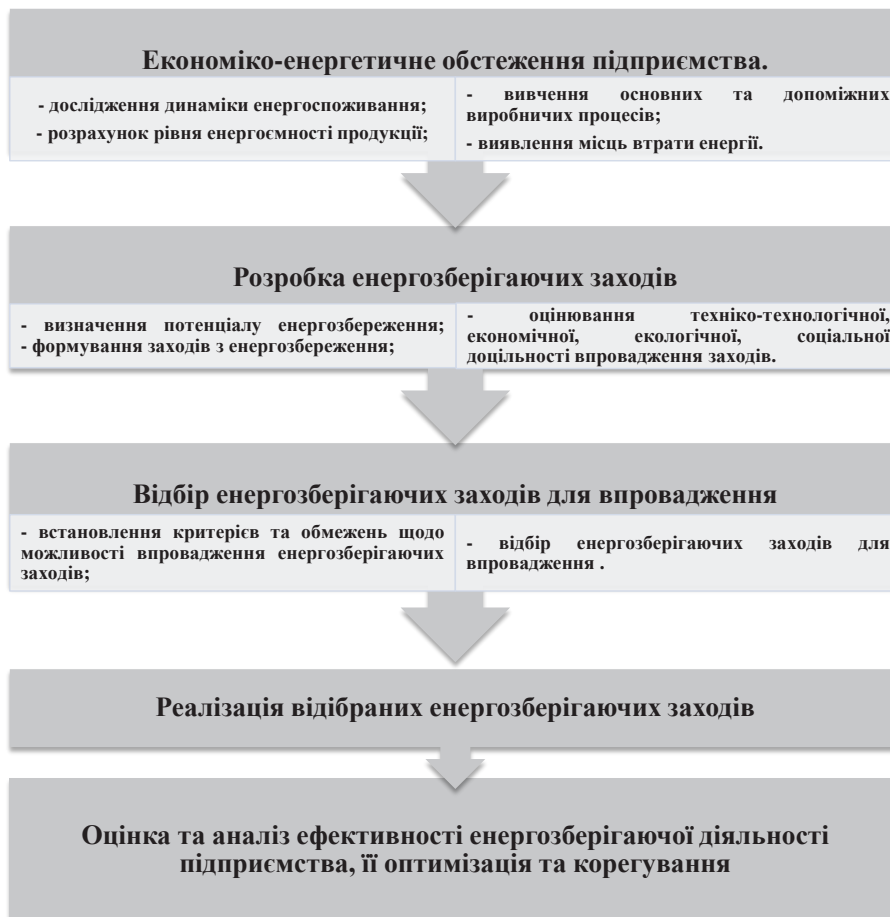 Економіко-енергетичне обстеження підприємства.
- дослідження динаміки енергоспоживання;
- розрахунок рівня енергоємності продукції;
- вивчення основних та допоміжних
виробничих процесів;
- виявлення місць втрати енергії.
Розробка енергозберігаючих заходів
- визначення потенціалу енергозбереження;
- формування заходів з енергозбереження;
- оцінювання техніко-технологічної,
економічної, екологічної, соціальної
доцільності впровадження заходів.
Відбір енергозберігаючих заходів для впровадження
- встановлення критерієв та обмежень щодо
можливості впровадження енергозберігаючих
заходів;
- відбір енергозберігаючих заходів для
впровадження .
Реалізація відібраних енергозберігаючих заходів
Оцінка та аналіз ефективності енергозберігаючої діяльності
підприємства, її оптимізація та корегування